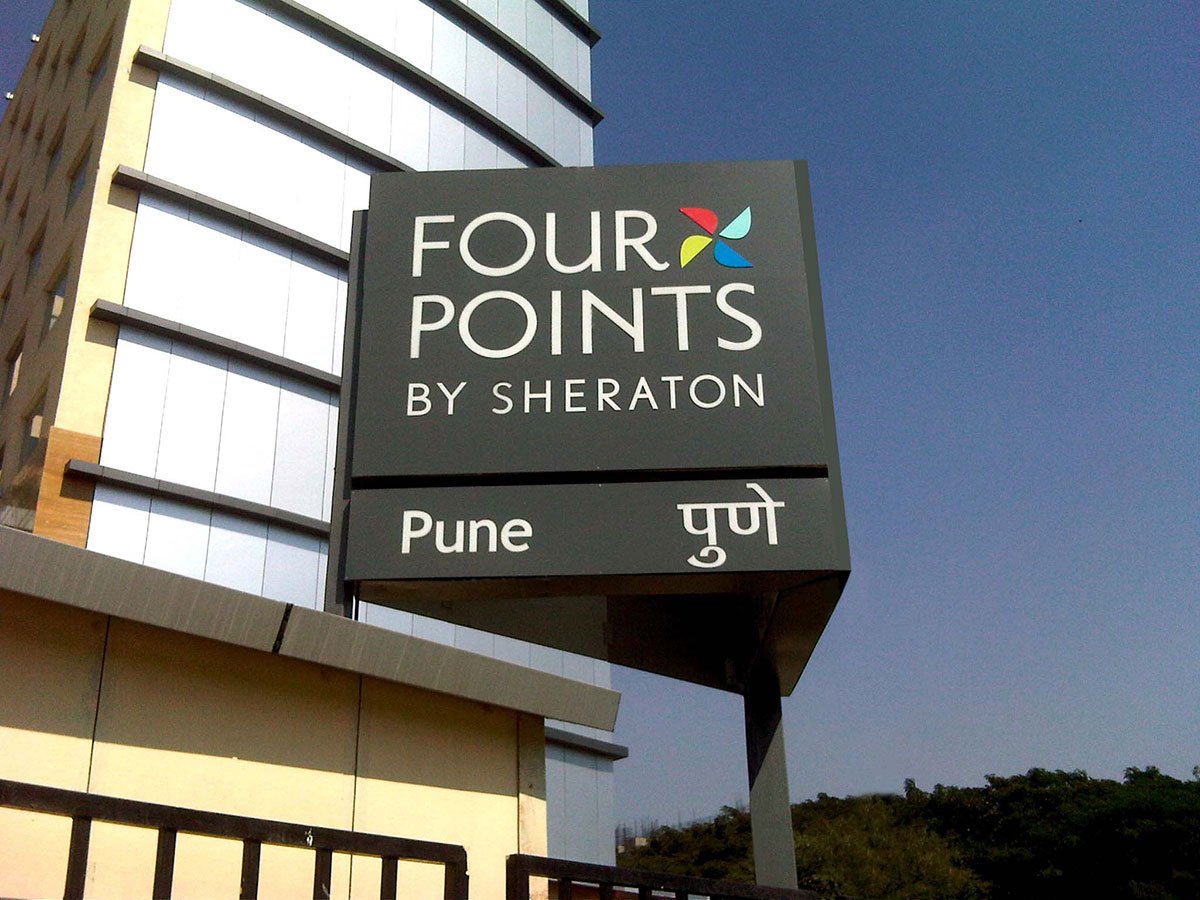 FOUR
POINTS
BY SHERATON
Pune पुणे